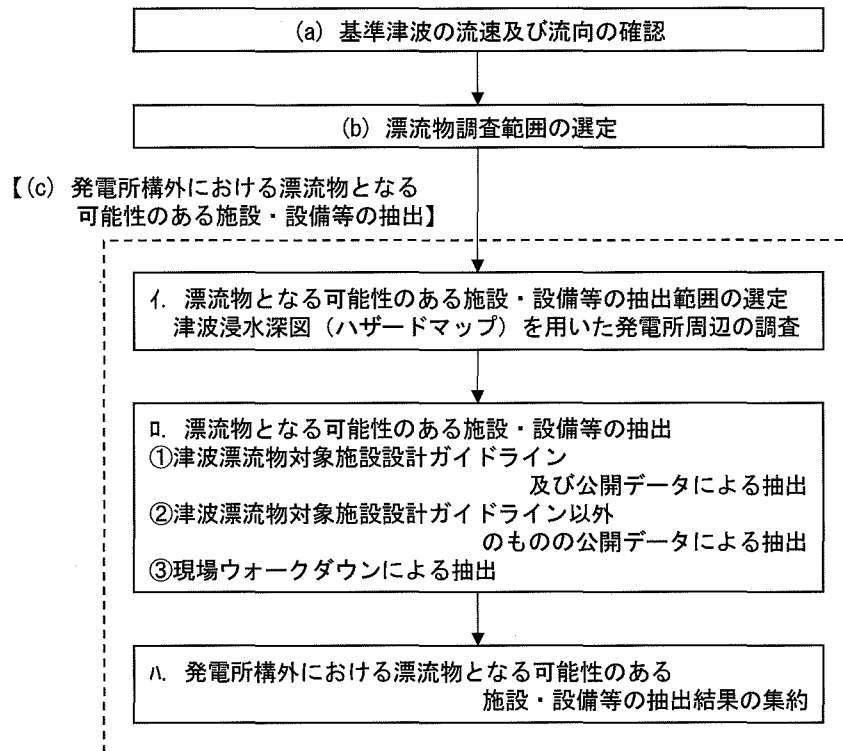 (a) 基準津波の流速及び流向の確認
(b) 漂流物調査範囲の選定
【(c) 発電所構外における漂流物となる
可能性のある施設・設備等の抽出】
ｲ. 漂流物となる可能性のある施設・設備等の抽出範囲の選定
津波浸水深図（ハザードマップ）を用いた発電所周辺の調査
ﾛ. 漂流物となる可能性のある施設・設備等の抽出
①津波漂流物対象施設設計ガイドライン
及び公開データによる抽出
②津波漂流物対象施設設計ガイドライン以外
のものの公開データによる抽出
③現場ウォークダウンによる抽出
ﾊ. 発電所構外における漂流物となる可能性のある
施設・設備等の抽出結果の集約